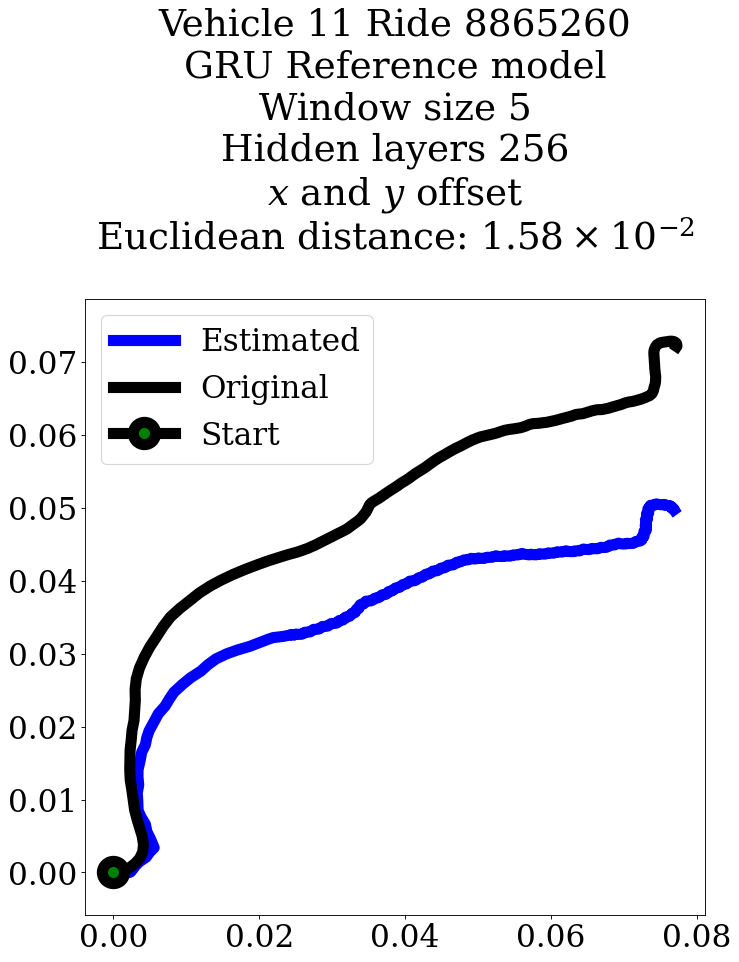 Vehicle 11 Ride 8865260
GRU Reference model
Window size 5
Hidden layers 256
x and y offset
Euclidean distance: 1.58 × 10⁻²
Estimated
Original
Start
0.07
0.06
0.05
0.04
0.03
0.02
0.01
0.00
0.00 0.02 0.04 0.06 0.08